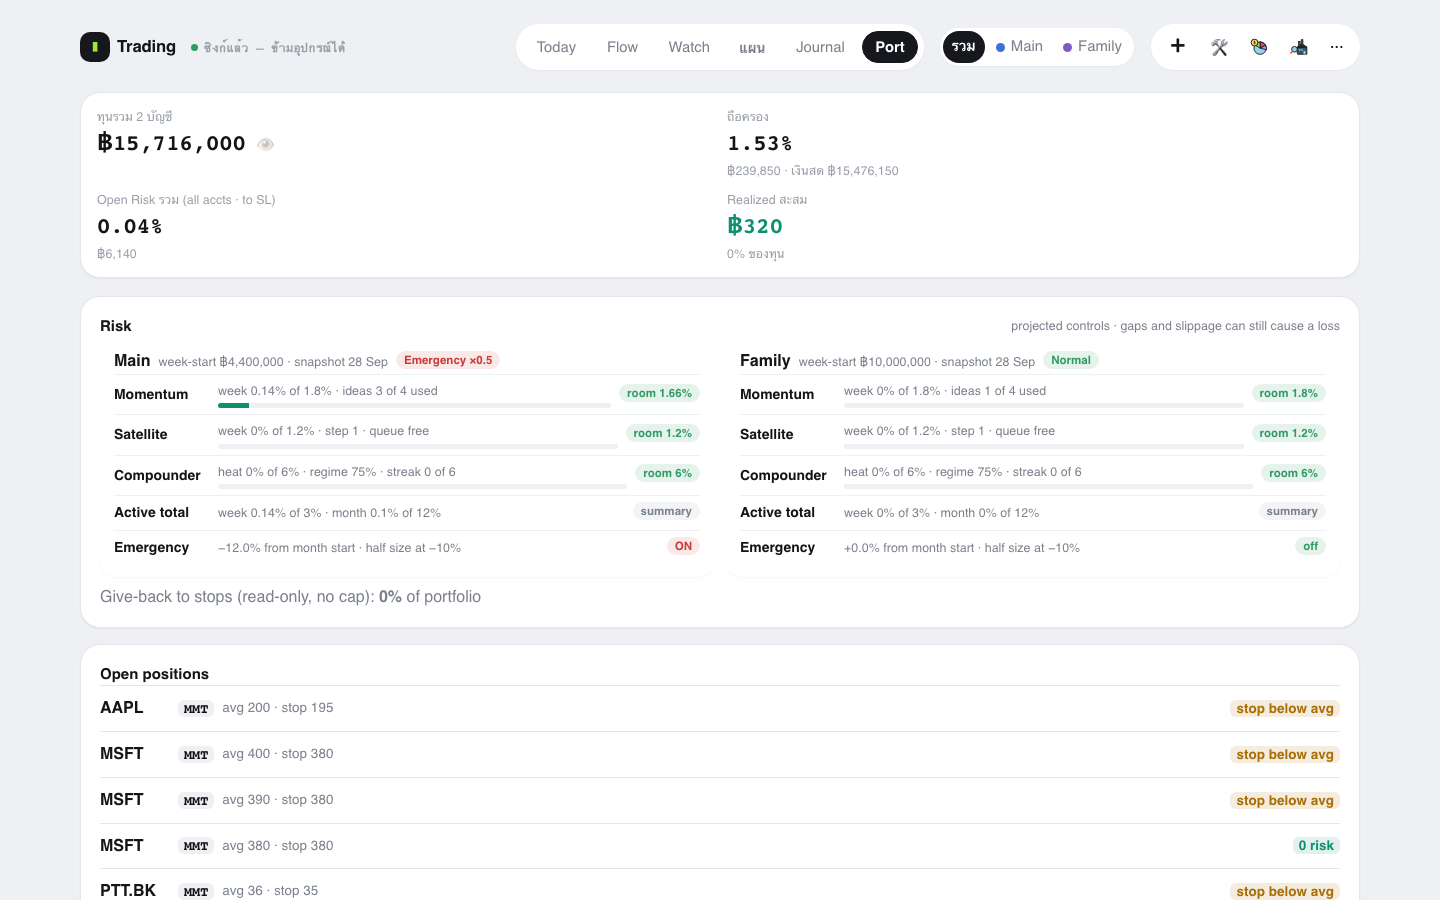 Trading
ซิงก์แล้ว — ข้ามอุปกรณ์ได้
Today Flow Watch แผน Journal Port
รวม Main Family
ทุนรวม 2 บัญชี
฿15,716,000
ถือครอง
1.53%
฿239,850 · เงินสด ฿15,476,150
Open Risk รวม (all accts · to SL)
0.04%
฿6,140
Realized สะสม
฿320
0% ของทุน
Risk
projected controls · gaps and slippage can still cause a loss
Main week-start ฿4,400,000 · snapshot 28 Sep Emergency ×0.5
Momentum week 0.14% of 1.8% · ideas 3 of 4 used room 1.66%
Satellite week 0% of 1.2% · step 1 · queue free room 1.2%
Compounder heat 0% of 6% · regime 75% · streak 0 of 6 room 6%
Active total week 0.14% of 3% · month 0.1% of 12% summary
Emergency −12.0% from month start · half size at −10% ON
Family week-start ฿10,000,000 · snapshot 28 Sep Normal
Momentum week 0% of 1.8% · ideas 1 of 4 used room 1.8%
Satellite week 0% of 1.2% · step 1 · queue free room 1.2%
Compounder heat 0% of 6% · regime 75% · streak 0 of 6 room 6%
Active total week 0% of 3% · month 0% of 12% summary
Emergency +0.0% from month start · half size at −10% off
Give-back to stops (read-only, no cap): 0% of portfolio
Open positions
AAPL MMT avg 200 · stop 195 stop below avg
MSFT MMT avg 400 · stop 380 stop below avg
MSFT MMT avg 390 · stop 380 stop below avg
MSFT MMT avg 380 · stop 380 0 risk
PTT.BK MMT avg 36 · stop 35 stop below avg